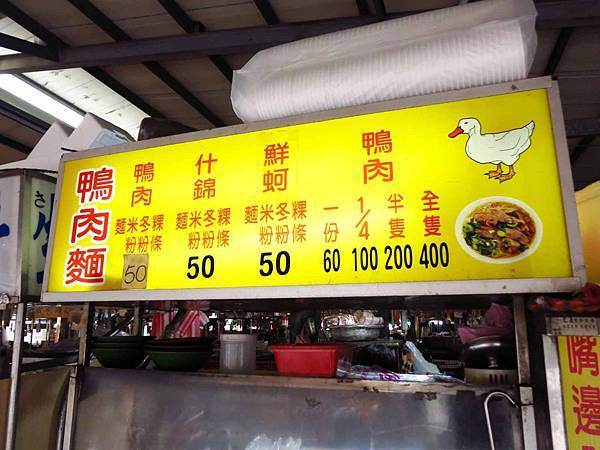 鴨肉麵
鴨肉
麵 米粉 冬粉 粿條
50
什錦
麵 米粉 冬粉 粿條
50
鮮蚵
麵 米粉 冬粉 粿條
50
鴨肉
一份 1/4 半隻 全隻
60 100 200 400
嘴邊